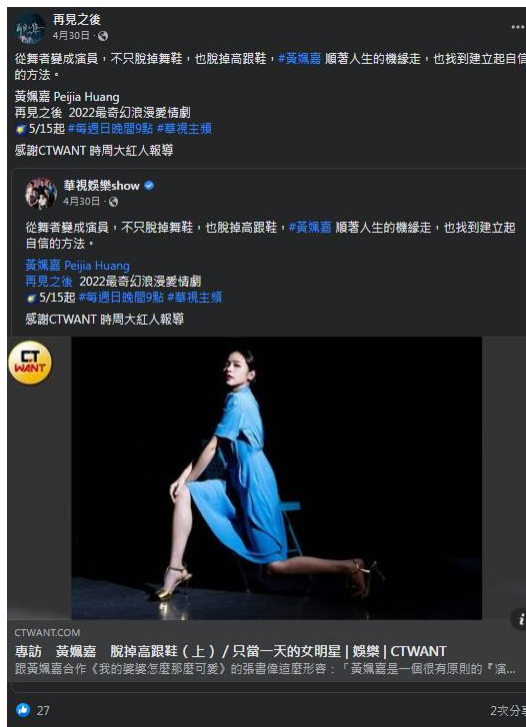 再見之後
4月30日 ·
從舞者變成演員，不只脫掉舞鞋，也脫掉高跟鞋，#黃姵嘉 順著人生的機緣走，也找到建立起自信
的方法。
黃姵嘉 Peijia Huang
再見之後 2022最奇幻浪漫愛情劇
5/15起 #每週日晚間9點 #華視主頻
感謝CTWANT 時周大紅人報導
華視娛樂show
4月30日 ·
從舞者變成演員，不只脫掉舞鞋，也脫掉高跟鞋，#黃姵嘉 順著人生的機緣走，也找到建立起
自信的方法。
黃姵嘉 Peijia Huang
再見之後 2022最奇幻浪漫愛情劇
5/15起 #每週日晚間9點 #華視主頻
感謝CTWANT 時周大紅人報導
CT
WANT
CTWANT.COM
專訪 黃姵嘉 脫掉高跟鞋（上）/ 只當一天的女明星 | 娛樂 | CTWANT
跟黃姵嘉合作《我的婆婆怎麼那麼可愛》的張書偉這麼形容：「黃姵嘉是一個很有原則的『演...
27
2次分享